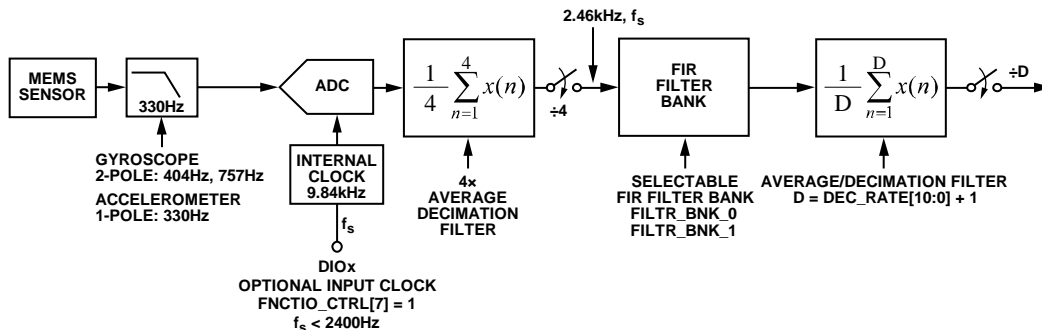 2.46kHz, fs
MEMS
SENSOR
330Hz
ADC
1/4 4∑n=1 x(n)
÷4
FIR
FILTER
BANK
1/D D∑n=1 x(n)
÷D
GYROSCOPE
2-POLE: 404Hz, 757Hz
ACCELEROMETER
1-POLE: 330Hz
INTERNAL
CLOCK
9.84kHz
fs
DIOx
OPTIONAL INPUT CLOCK
FNCTIO_CTRL[7] = 1
fs < 2400Hz
4×
AVERAGE
DECIMATION
FILTER
SELECTABLE
FIR FILTER BANK
FILTR_BNK_0
FILTR_BNK_1
AVERAGE/DECIMATION FILTER
D = DEC_RATE[10:0] + 1